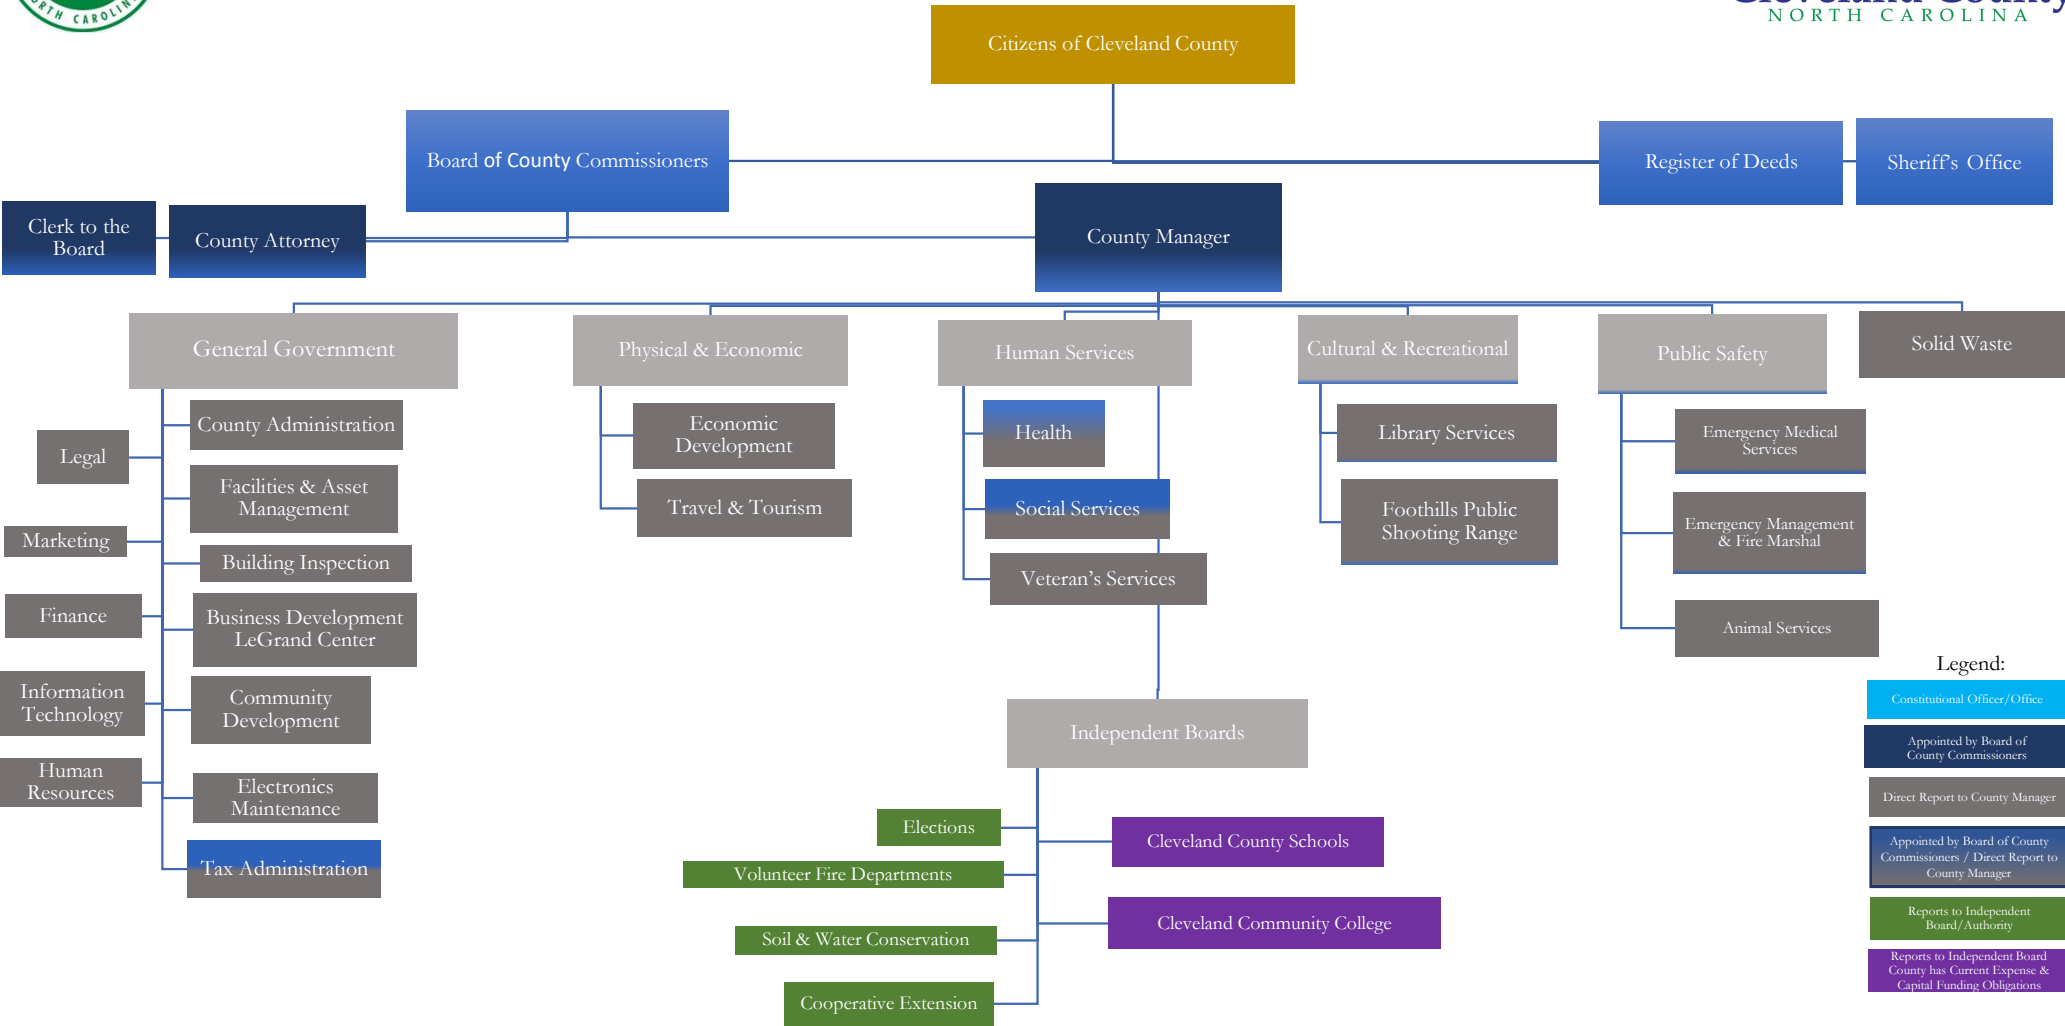 NORTH CAROLINA
Cleveland County
NORTH CAROLINA
Citizens of Cleveland County
Board of County Commissioners
Register of Deeds
Sheriff's Office
Clerk to the
Board
County Attorney
County Manager
General Government
Physical & Economic
Human Services
Cultural & Recreational
Public Safety
Solid Waste
County Administration
Legal
Facilities & Asset
Management
Marketing
Building Inspection
Finance
Business Development
LeGrand Center
Information
Technology
Community
Development
Human
Resources
Electronics
Maintenance
Tax Administration
Economic
Development
Travel & Tourism
Health
Social Services
Veteran's Services
Library Services
Foothills Public
Shooting Range
Emergency Medical
Services
Emergency Management
& Fire Marshal
Animal Services
Independent Boards
Elections
Volunteer Fire Departments
Soil & Water Conservation
Cooperative Extension
Cleveland County Schools
Cleveland Community College
Legend:
Constitutional Officer/Office
Appointed by Board of
County Commissioners
Direct Report to County Manager
Appointed by Board of County
Commissioners / Direct Report to
County Manager
Reports to Independent
Board/Authority
Reports to Independent Board
County has Current Expense &
Capital Funding Obligations